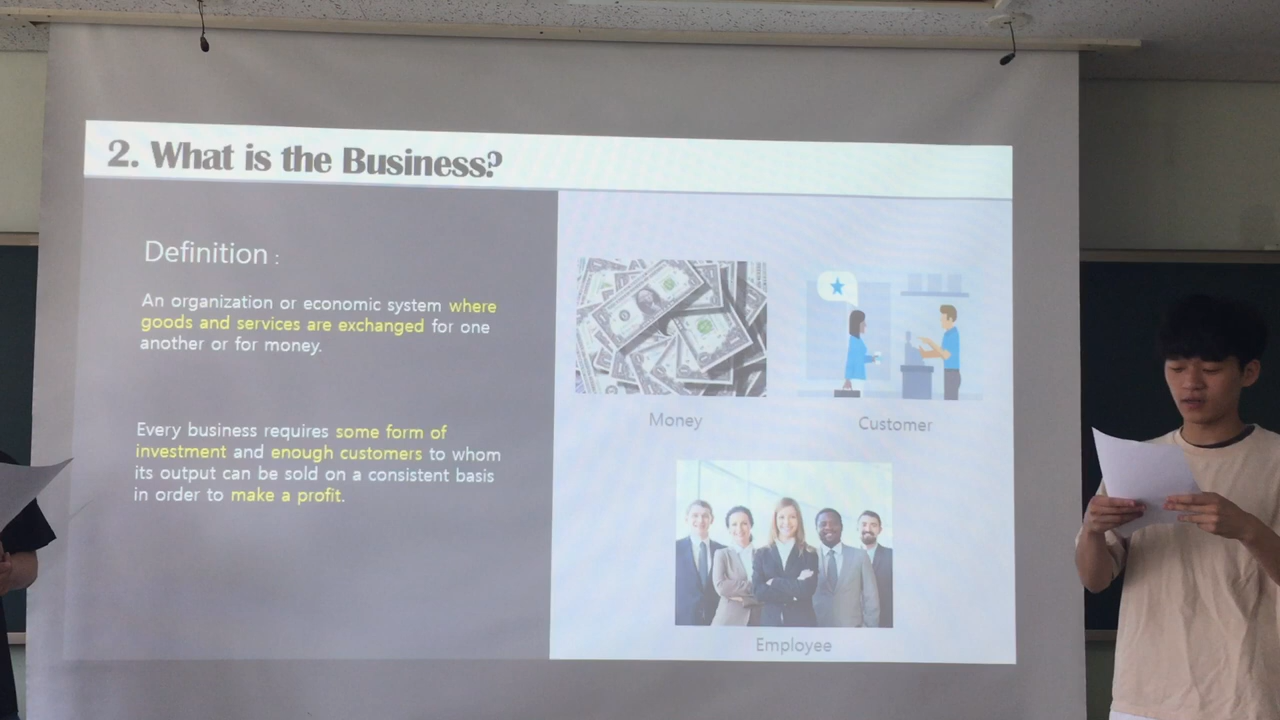 2. What is the Business?
Definition :
An organization or economic system where
goods and services are exchanged for one
another or for money.
Every business requires some form of
investment and enough customers to whom
its output can be sold on a consistent basis
in order to make a profit.
Money
Customer
Employee